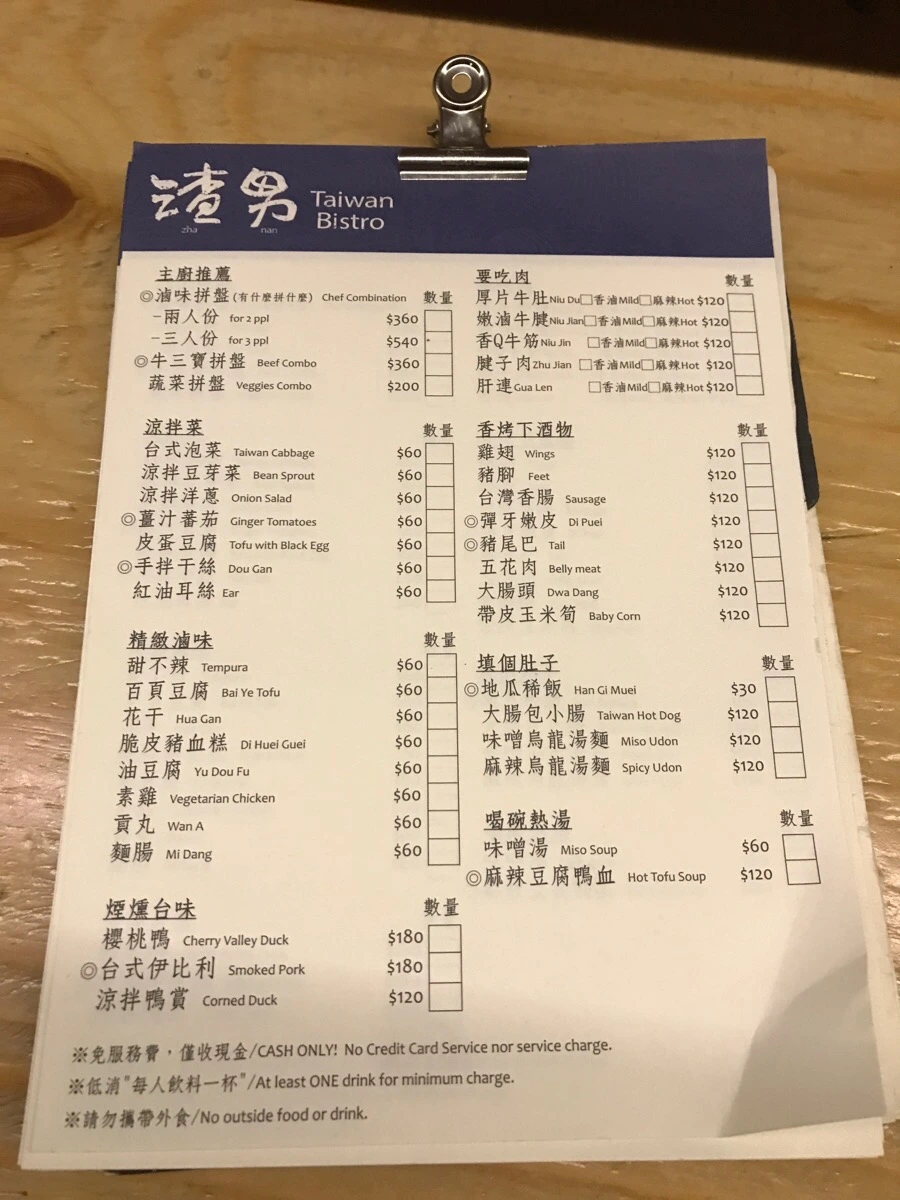 渣男 Taiwan Bistro
zha nan
主廚推薦
◎滷味拼盤(有什麼拼什麼) Chef Combination 數量
-兩人份 for 2 ppl $360
-三人份 for 3 ppl $540
◎牛三寶拼盤 Beef Combo $360
蔬菜拼盤 Veggies Combo $200
涼拌菜 數量
台式泡菜 Taiwan Cabbage $60
涼拌豆芽菜 Bean Sprout $60
涼拌洋蔥 Onion Salad $60
◎薑汁蕃茄 Ginger Tomatoes $60
皮蛋豆腐 Tofu with Black Egg $60
◎手拌干絲 Dou Gan $60
紅油耳絲 Ear $60
精緻滷味 數量
甜不辣 Tempura $60
百頁豆腐 Bai Ye Tofu $60
花干 Hua Gan $60
脆皮豬血糕 Di Huei Guei $60
油豆腐 Yu Dou Fu $60
素雞 Vegetarian Chicken $60
貢丸 Wan A $60
麵腸 Mi Dang $60
煙燻台味 數量
櫻桃鴨 Cherry Valley Duck $180
◎台式伊比利 Smoked Pork $180
涼拌鴨賞 Corned Duck $120
要吃肉 數量
厚片牛肚Niu Du□香滷Mild□麻辣Hot $120
嫩滷牛腱Niu Jian□香滷Mild□麻辣Hot $120
香Q牛筋Niu Jin □香滷Mild□麻辣Hot $120
腱子肉Zhu Jian □香滷Mild□麻辣Hot $120
肝連Gua Len □香滷Mild□麻辣Hot $120
香烤下酒物 數量
雞翅 Wings $120
豬腳 Feet $120
台灣香腸 Sausage $120
◎彈牙嫩皮 Di Puei $120
◎豬尾巴 Tail $120
五花肉 Belly meat $120
大腸頭 Dwa Dang $120
帶皮玉米筍 Baby Corn $120
填個肚子 數量
◎地瓜稀飯 Han Gi Muei $30
大腸包小腸 Taiwan Hot Dog $120
味噌烏龍湯麵 Miso Udon $120
麻辣烏龍湯麵 Spicy Udon $120
喝碗熱湯 數量
味噌湯 Miso Soup $60
◎麻辣豆腐鴨血 Hot Tofu Soup $120
※免服務費，僅收現金/CASH ONLY! No Credit Card Service nor service charge.
※低消"每人飲料一杯"/At least ONE drink for minimum charge.
※請勿攜帶外食/No outside food or drink.